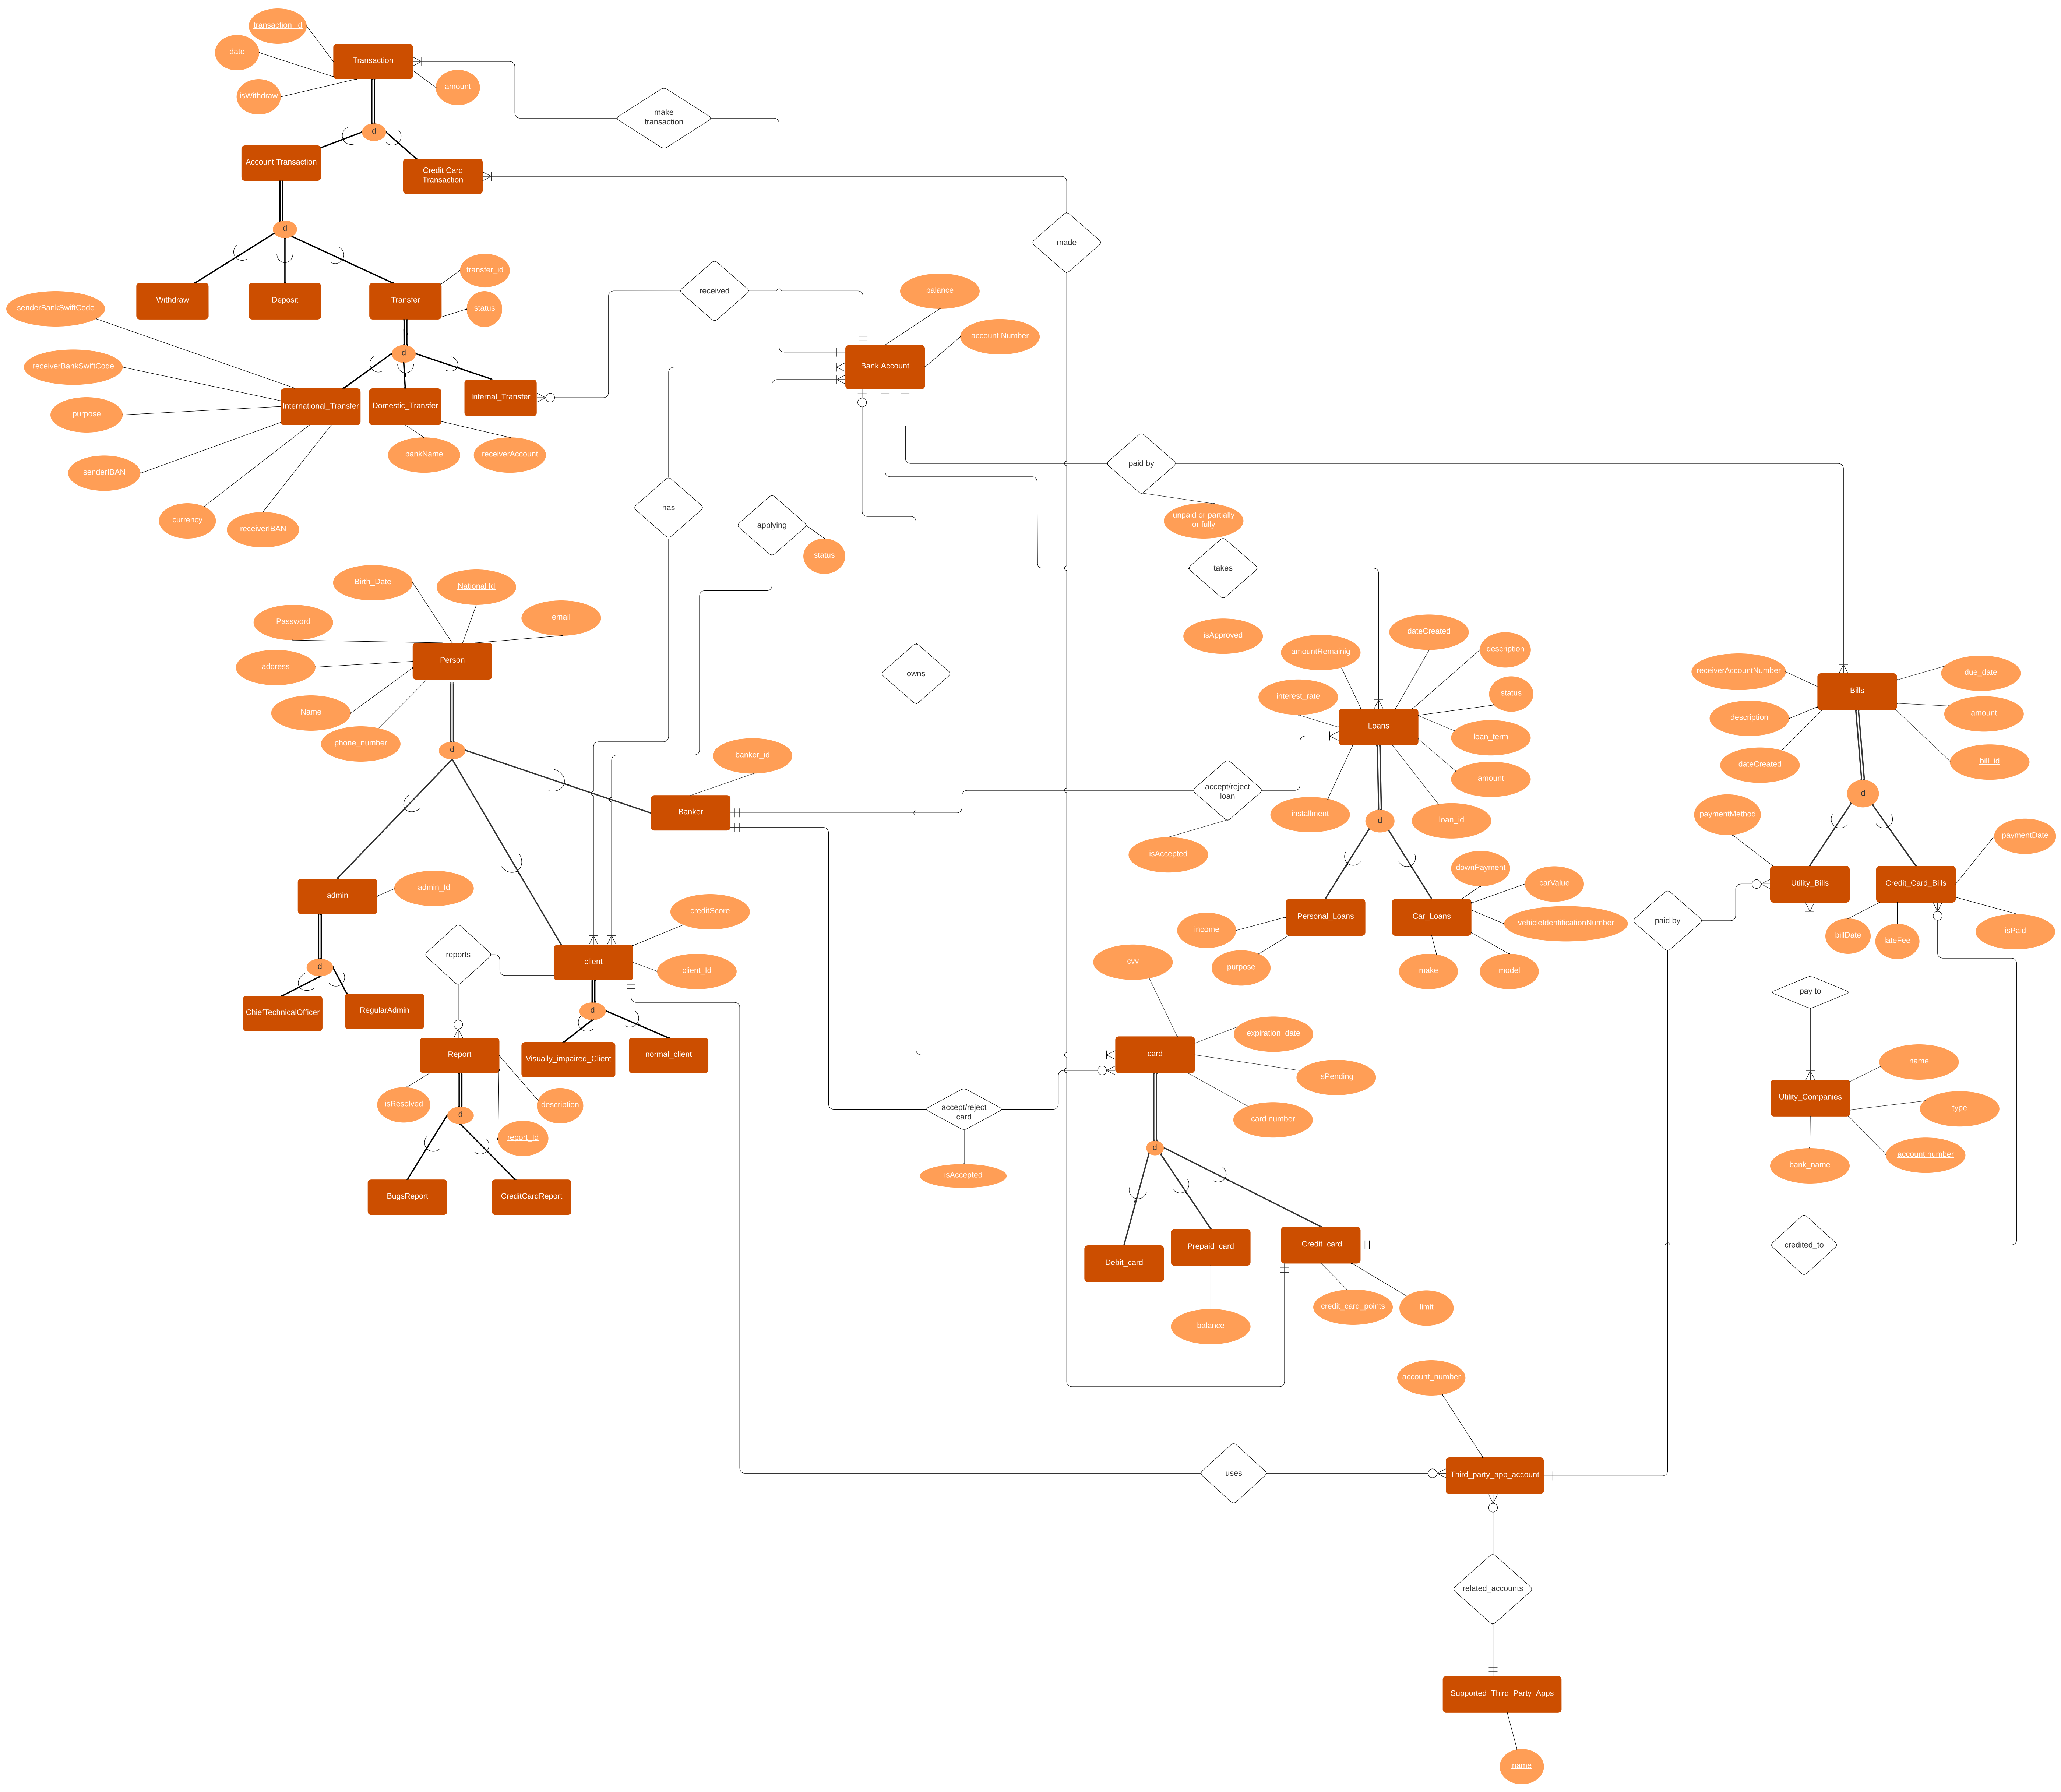 transaction_id
date
Transaction
isWithdraw
amount
make
transaction
d
Account Transaction
Credit Card
Transaction
d
made
Withdraw
Deposit
Transfer
transfer_id
status
received
balance
account Number
senderBankSwiftCode
d
receiverBankSwiftCode
Bank Account
International_Transfer
Domestic_Transfer
Internal_Transfer
purpose
bankName
receiverAccount
senderIBAN
currency
receiverIBAN
has
applying
status
paid by
unpaid or partially
or fully
takes
isApproved
Birth_Date
National Id
Password
email
address
Person
Name
phone_number
d
owns
amountRemainig
dateCreated
description
interest_rate
status
Loans
loan_term
amount
installment
loan_id
receiverAccountNumber
due_date
Bills
description
amount
dateCreated
bill_id
banker_id
Banker
accept/reject
loan
isAccepted
d
d
paymentMethod
paymentDate
Utility_Bills
Credit_Card_Bills
paid by
billDate
lateFee
isPaid
downPayment
carValue
Personal_Loans
Car_Loans
vehicleIdentificationNumber
income
purpose
make
model
admin
admin_Id
creditScore
reports
client
client_Id
d
ChiefTechnicalOfficer
RegularAdmin
d
Report
Visually_impaired_Client
normal_client
isResolved
description
d
report_Id
BugsReport
CreditCardReport
cvv
card
expiration_date
isPending
card number
accept/reject
card
isAccepted
d
pay to
name
Utility_Companies
type
bank_name
account number
Debit_card
Prepaid_card
Credit_card
credited_to
balance
credit_card_points
limit
account_number
uses
Third_party_app_account
related_accounts
Supported_Third_Party_Apps
name